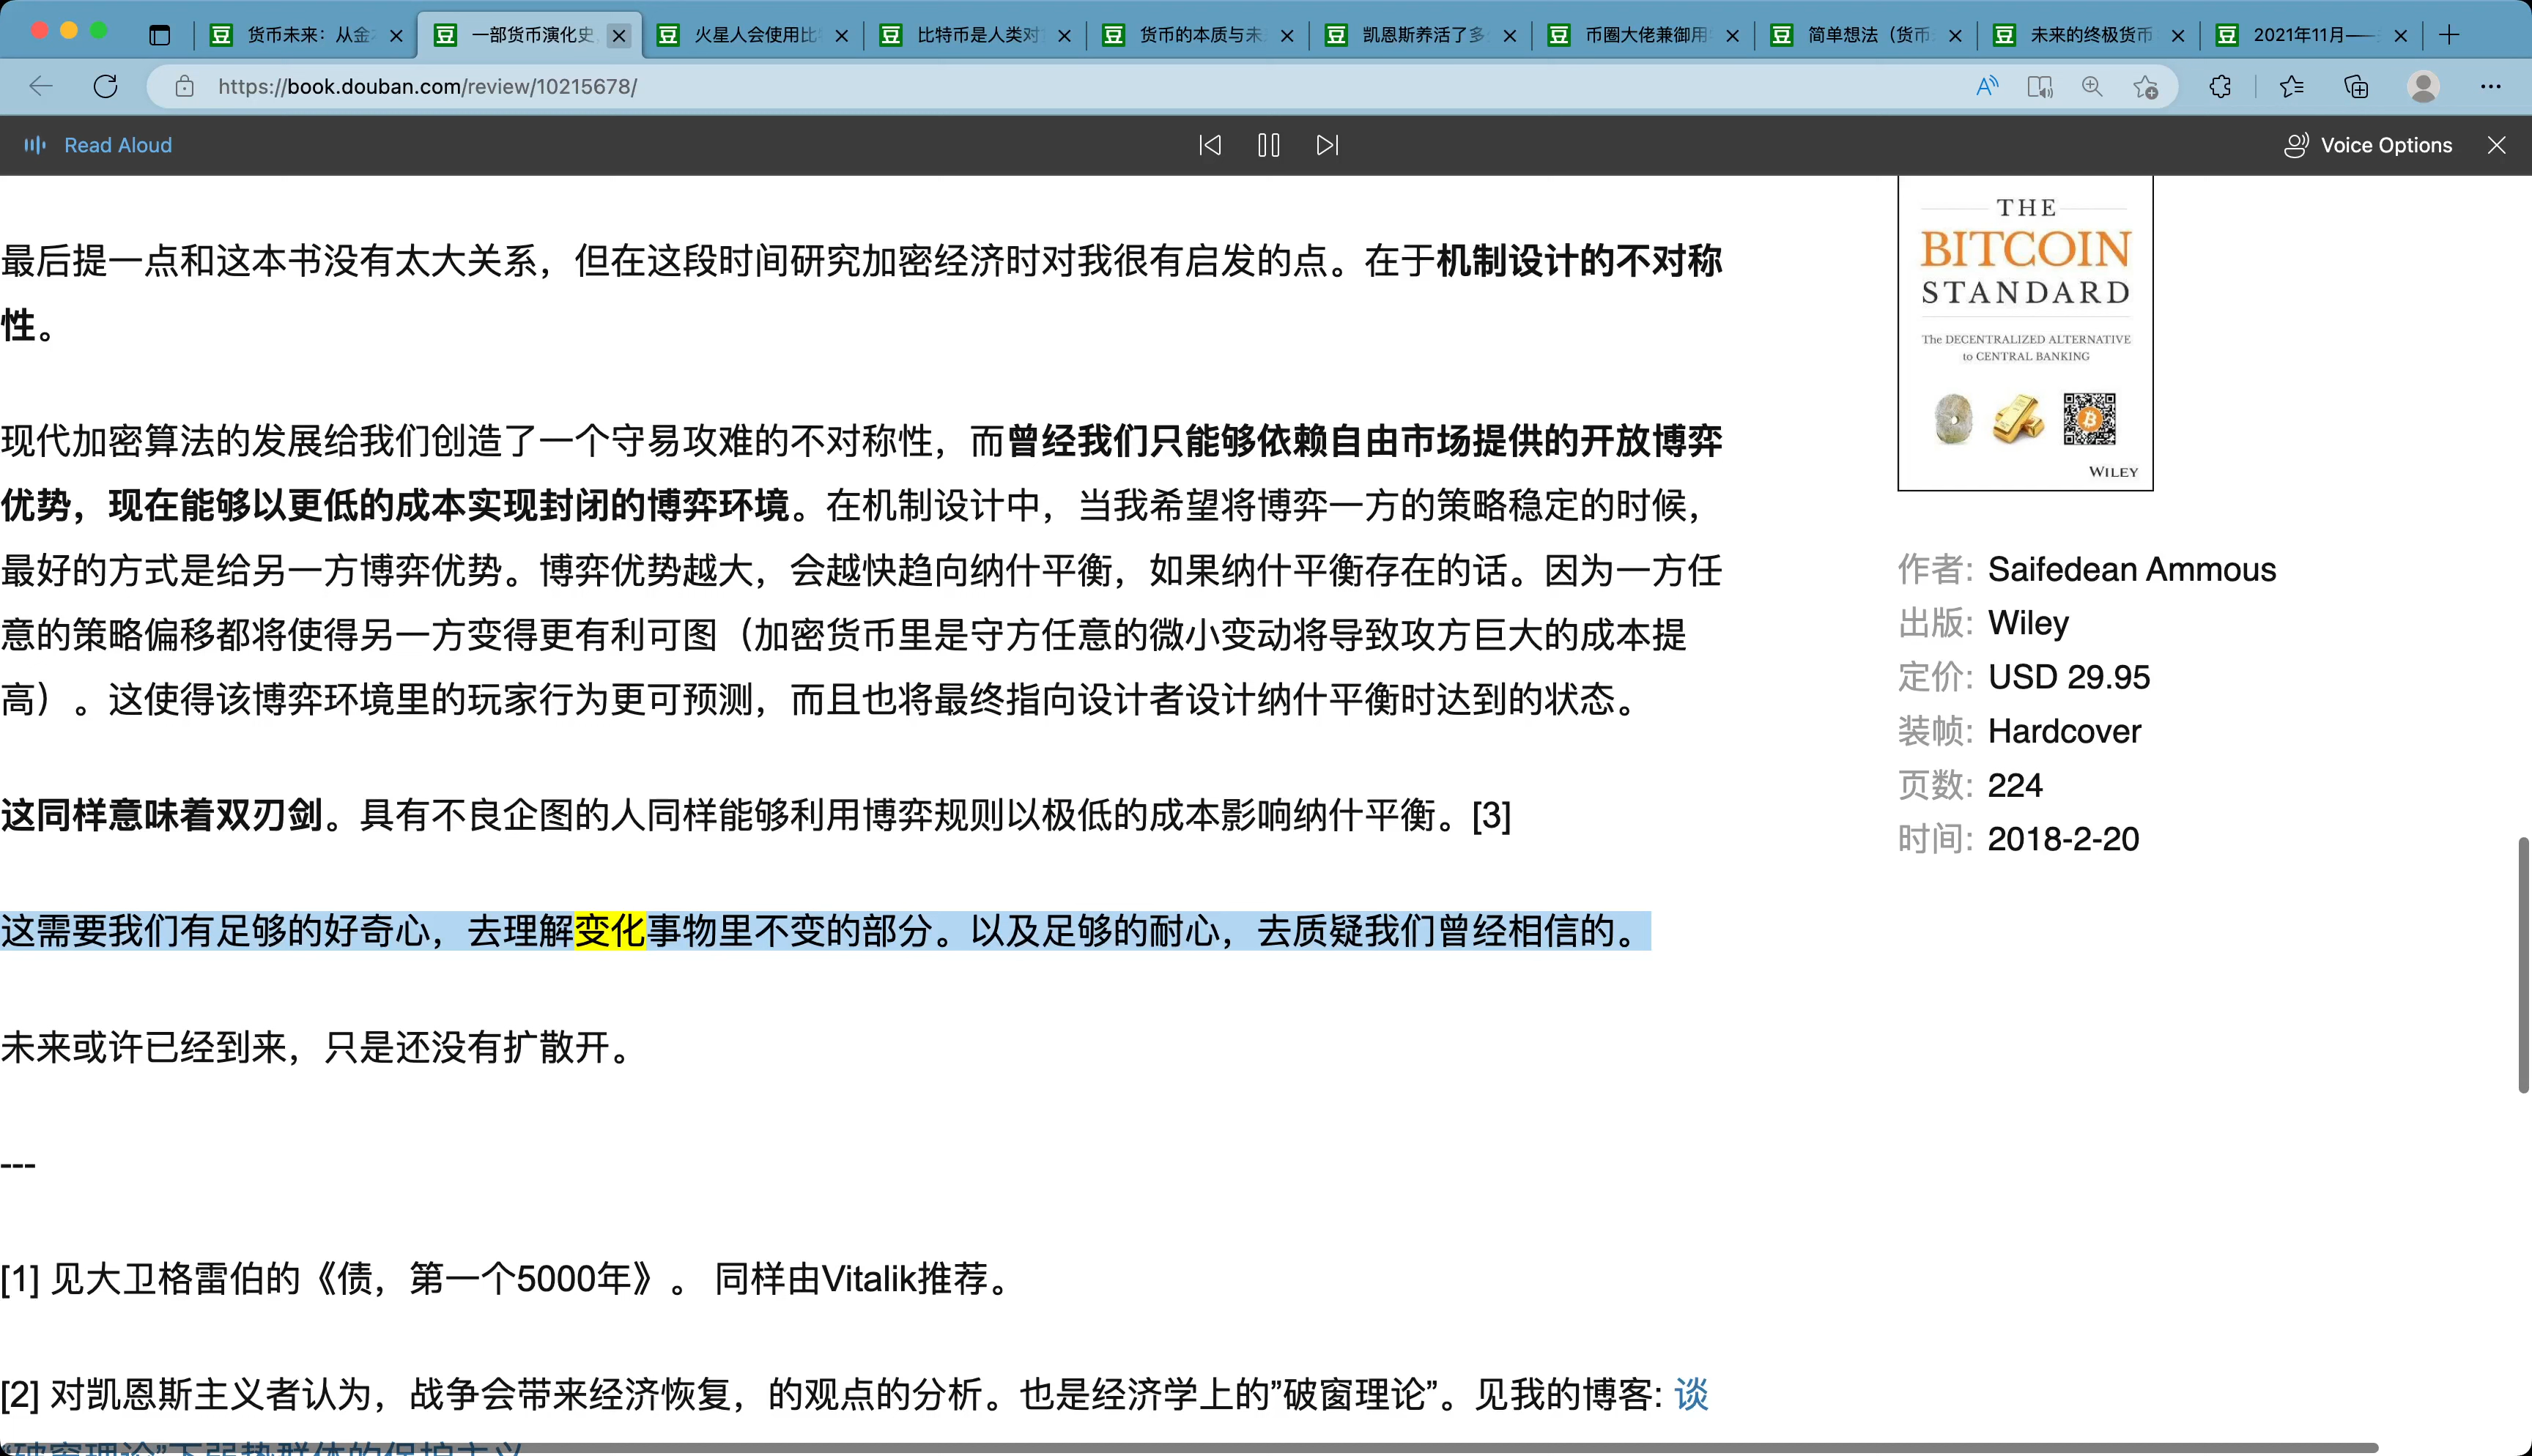 货币未来：从金
一部货币演化史
火星人会使用比
比特币是人类对
货币的本质与未
凯恩斯养活了多
币圈大佬兼御用
简单想法（货币
未来的终极货币
2021年11月——
https://book.douban.com/review/10215678/
Read Aloud
Voice Options
最后提一点和这本书没有太大关系，但在这段时间研究加密经济时对我很有启发的点。在于机制设计的不对称
性。
现代加密算法的发展给我们创造了一个守易攻难的不对称性，而曾经我们只能够依赖自由市场提供的开放博弈
优势，现在能够以更低的成本实现封闭的博弈环境。在机制设计中，当我希望将博弈一方的策略稳定的时候，
最好的方式是给另一方博弈优势。博弈优势越大，会越快趋向纳什平衡，如果纳什平衡存在的话。因为一方任
意的策略偏移都将使得另一方变得更有利可图（加密货币里是守方任意的微小变动将导致攻方巨大的成本提
高）。这使得该博弈环境里的玩家行为更可预测，而且也将最终指向设计者设计纳什平衡时达到的状态。
这同样意味着双刃剑。具有不良企图的人同样能够利用博弈规则以极低的成本影响纳什平衡。[3]
这需要我们有足够的好奇心，去理解变化事物里不变的部分。以及足够的耐心，去质疑我们曾经相信的。
未来或许已经到来，只是还没有扩散开。
---
[1] 见大卫格雷伯的《债，第一个5000年》。 同样由Vitalik推荐。
[2] 对凯恩斯主义者认为，战争会带来经济恢复，的观点的分析。也是经济学上的”破窗理论”。见我的博客: 谈
“破窗理论”下弱势群体的保护主义
THE
BITCOIN
STANDARD
The DECENTRALIZED ALTERNATIVE
to CENTRAL BANKING
WILEY
作者: Saifedean Ammous
出版: Wiley
定价: USD 29.95
装帧: Hardcover
页数: 224
时间: 2018-2-20